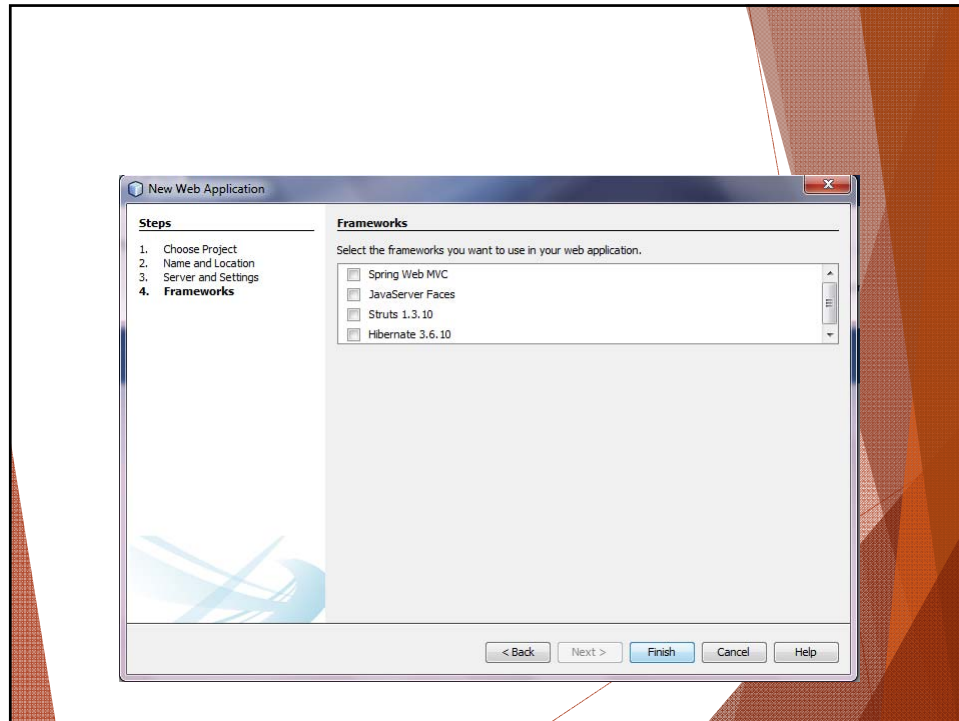 New Web Application
X
Steps
1. Choose Project
2. Name and Location
3. Server and Settings
4. Frameworks
Frameworks
Select the frameworks you want to use in your web application.
Spring Web MVC
JavaServer Faces
Struts 1.3.10
Hibernate 3.6.10
< Back Next > Finish Cancel Help